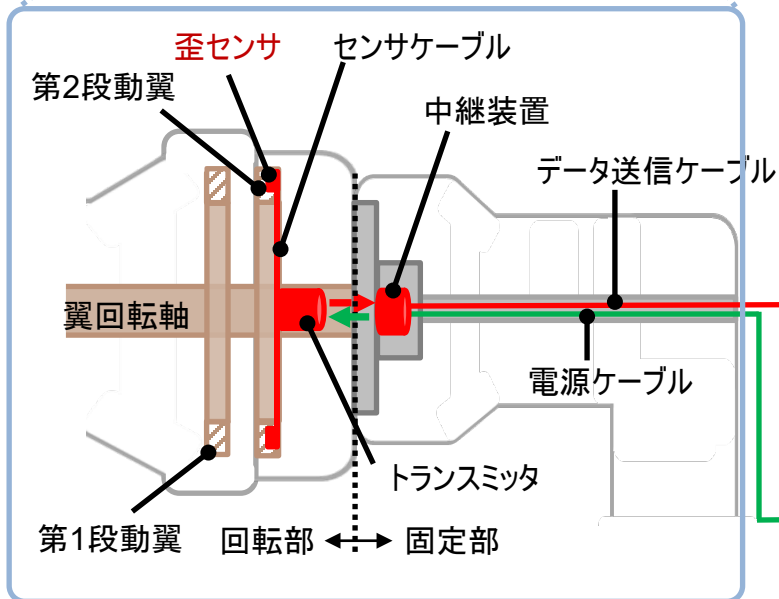 歪センサ
センサケーブル
第2段動翼
中継装置
データ送信ケーブル
翼回転軸
電源ケーブル
トランスミッタ
第1段動翼
回転部
固定部